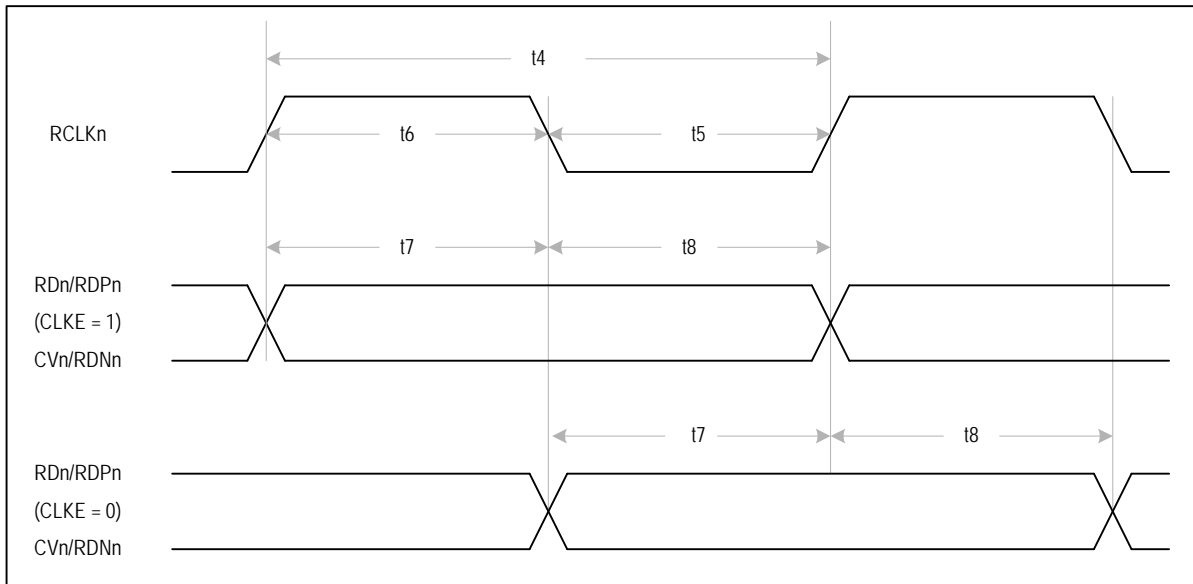 t4
RCLKn
t6 t5
t7 t8
RDn/RDPn
(CLKE = 1)
CVn/RDNn
t7 t8
RDn/RDPn
(CLKE = 0)
CVn/RDNn